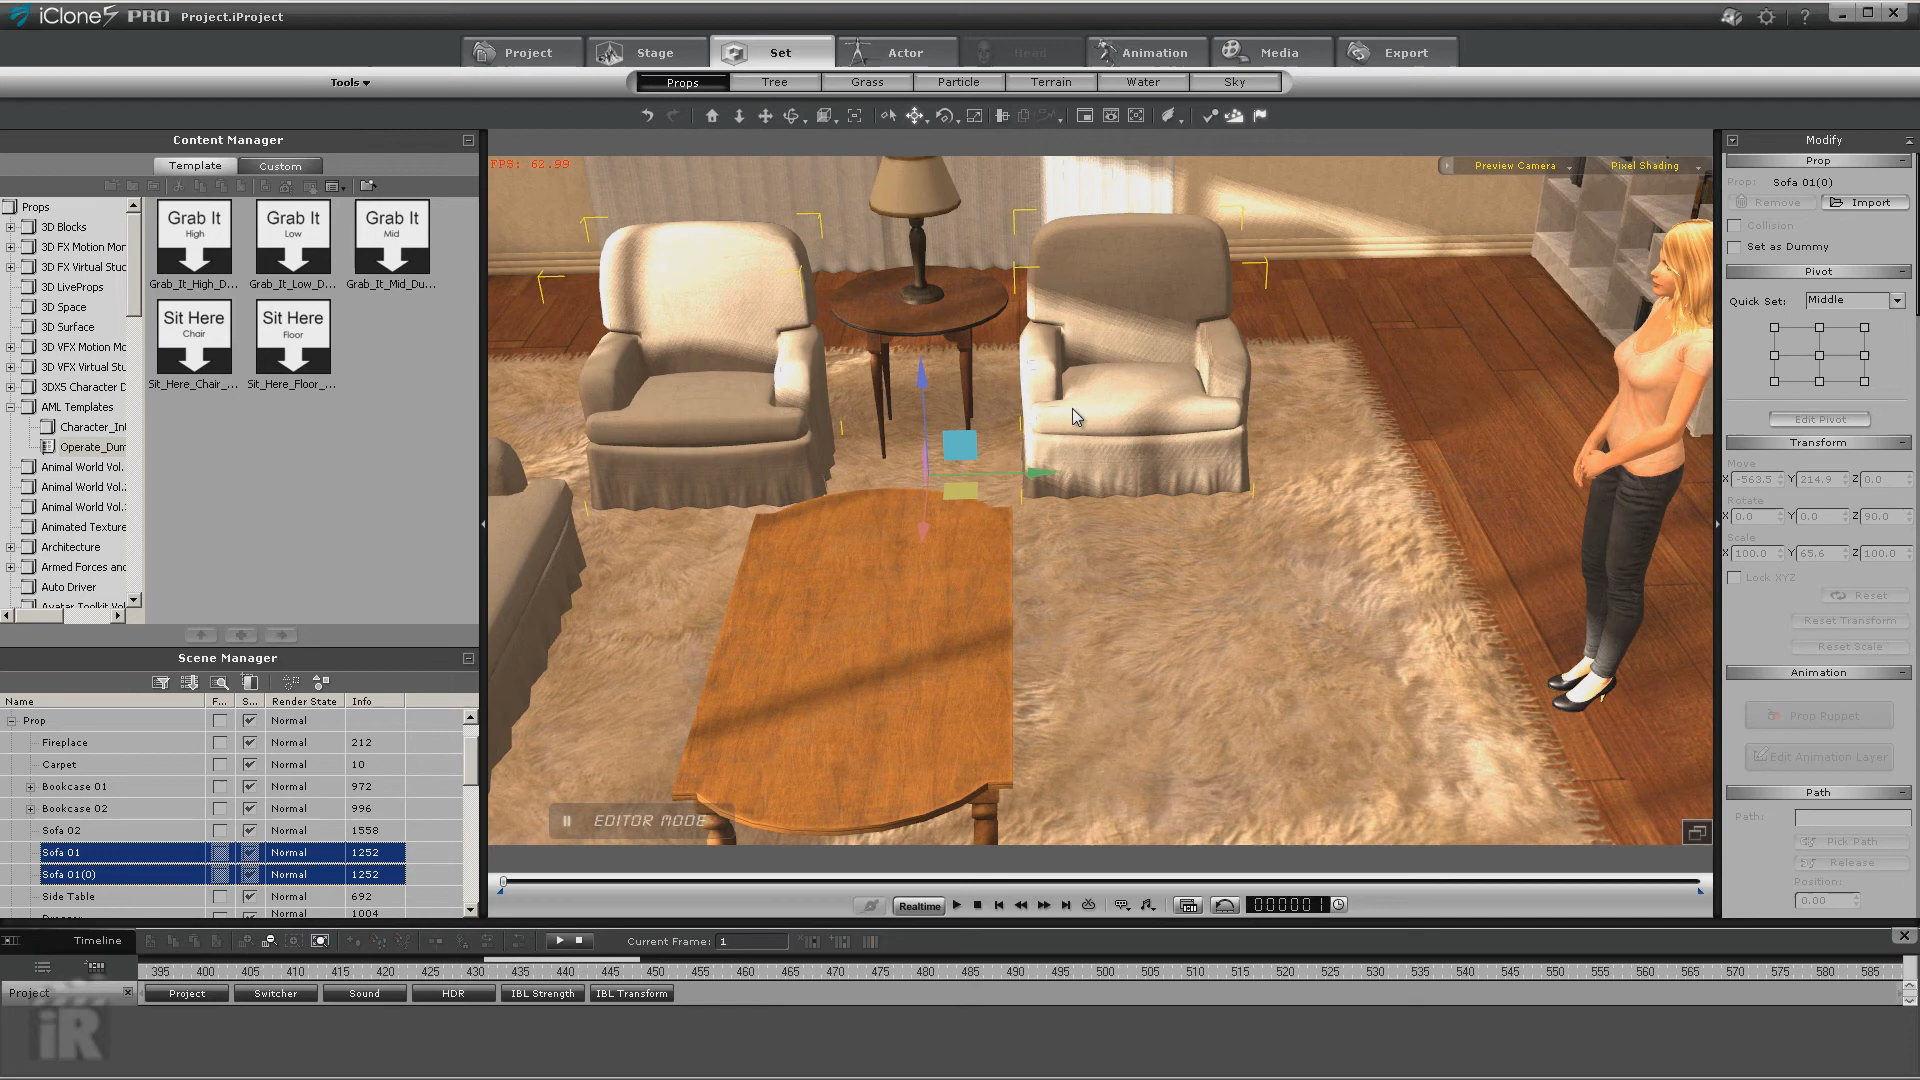 iClone5 PRO Project.iProject
Project Stage Set Actor Head Animation Media Export
Tools
Props Tree Grass Particle Terrain Water Sky
Content Manager
Template Custom
Props
3D Blocks
3D FX Motion Mor
3D FX Virtual Stuc
3D LiveProps
3D Space
3D Surface
3D VFX Motion Mo
3D VFX Virtual Stu
3DX5 Character D
AML Templates
Character_Int
Operate_Dum
Animal World Vol.
Animal World Vol.:
Animal World Vol.:
Animated Texture
Architecture
Armed Forces anc
Auto Driver
Avatar Toolkit Vol
Grab It High
Grab It Low
Grab It Mid
Grab_It_High_D...
Grab_It_Low_D...
Grab_It_Mid_Du...
Sit Here Chair
Sit Here Floor
Sit_Here_Chair_...
Sit_Here_Floor_...
Scene Manager
Name F... S... Render State Info
Prop Normal
Fireplace Normal 212
Carpet Normal 10
Bookcase 01 Normal 972
Bookcase 02 Normal 996
Sofa 02 Normal 1558
Sofa 01 Normal 1252
Sofa 01(0) Normal 1252
Side Table Normal 692
Normal 1004
FPS: 62.99
Preview Camera Pixel Shading
EDITOR MODE
Realtime 000001
Modify
Prop
Prop: Sofa 01(0)
Remove Import
Collision
Set as Dummy
Pivot
Quick Set: Middle
Edit Pivot
Transform
Move
X -563.5 Y 214.9 Z 0.0
Rotate
X 0.0 Y 0.0 Z 90.0
Scale
X 100.0 Y 65.6 Z 100.0
Lock XYZ
Reset
Reset Transform
Reset Scale
Animation
Prop Puppet
Edit Animation Layer
Path
Path:
Pick Path
Release
Position:
0.00
Timeline Current Frame: 1
395 400 405 410 415 420 425 430 435 440 445 450 455 460 465 470 475 480 485 490 495 500 505 510 515 520 525 530 535 540 545 550 555 560 565 570 575 580 585
Project Project Switcher Sound HDR IBL Strength IBL Transform
iR